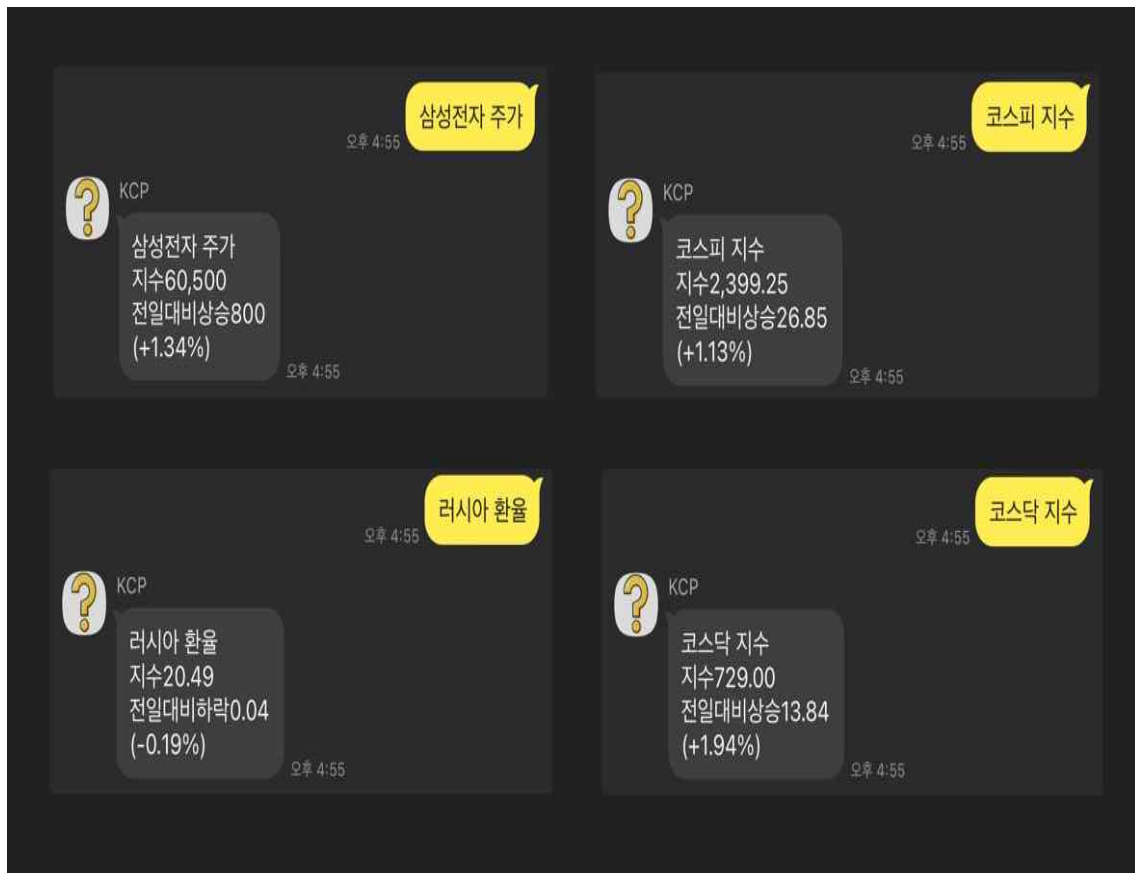 삼성전자 주가
오후 4:55
KCP
삼성전자 주가
지수60,500
전일대비상승800
(+1.34%)
오후 4:55
코스피 지수
오후 4:55
KCP
코스피 지수
지수2,399.25
전일대비상승26.85
(+1.13%)
오후 4:55
러시아 환율
오후 4:55
KCP
러시아 환율
지수20.49
전일대비하락0.04
(-0.19%)
오후 4:55
코스닥 지수
오후 4:55
KCP
코스닥 지수
지수729.00
전일대비상승13.84
(+1.94%)
오후 4:55